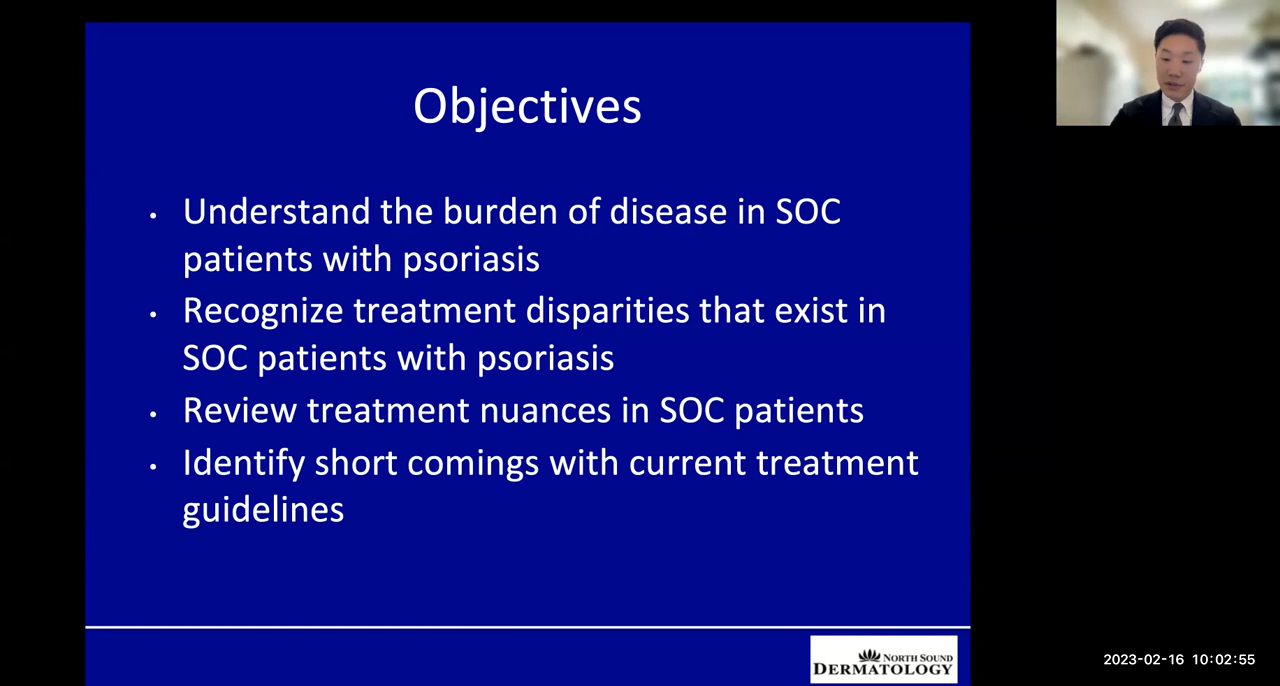 Objectives
• Understand the burden of disease in SOC
patients with psoriasis
• Recognize treatment disparities that exist in
SOC patients with psoriasis
• Review treatment nuances in SOC patients
• Identify short comings with current treatment
guidelines
NORTH SOUND
DERMATOLOGY
2023-02-16 10:02:55